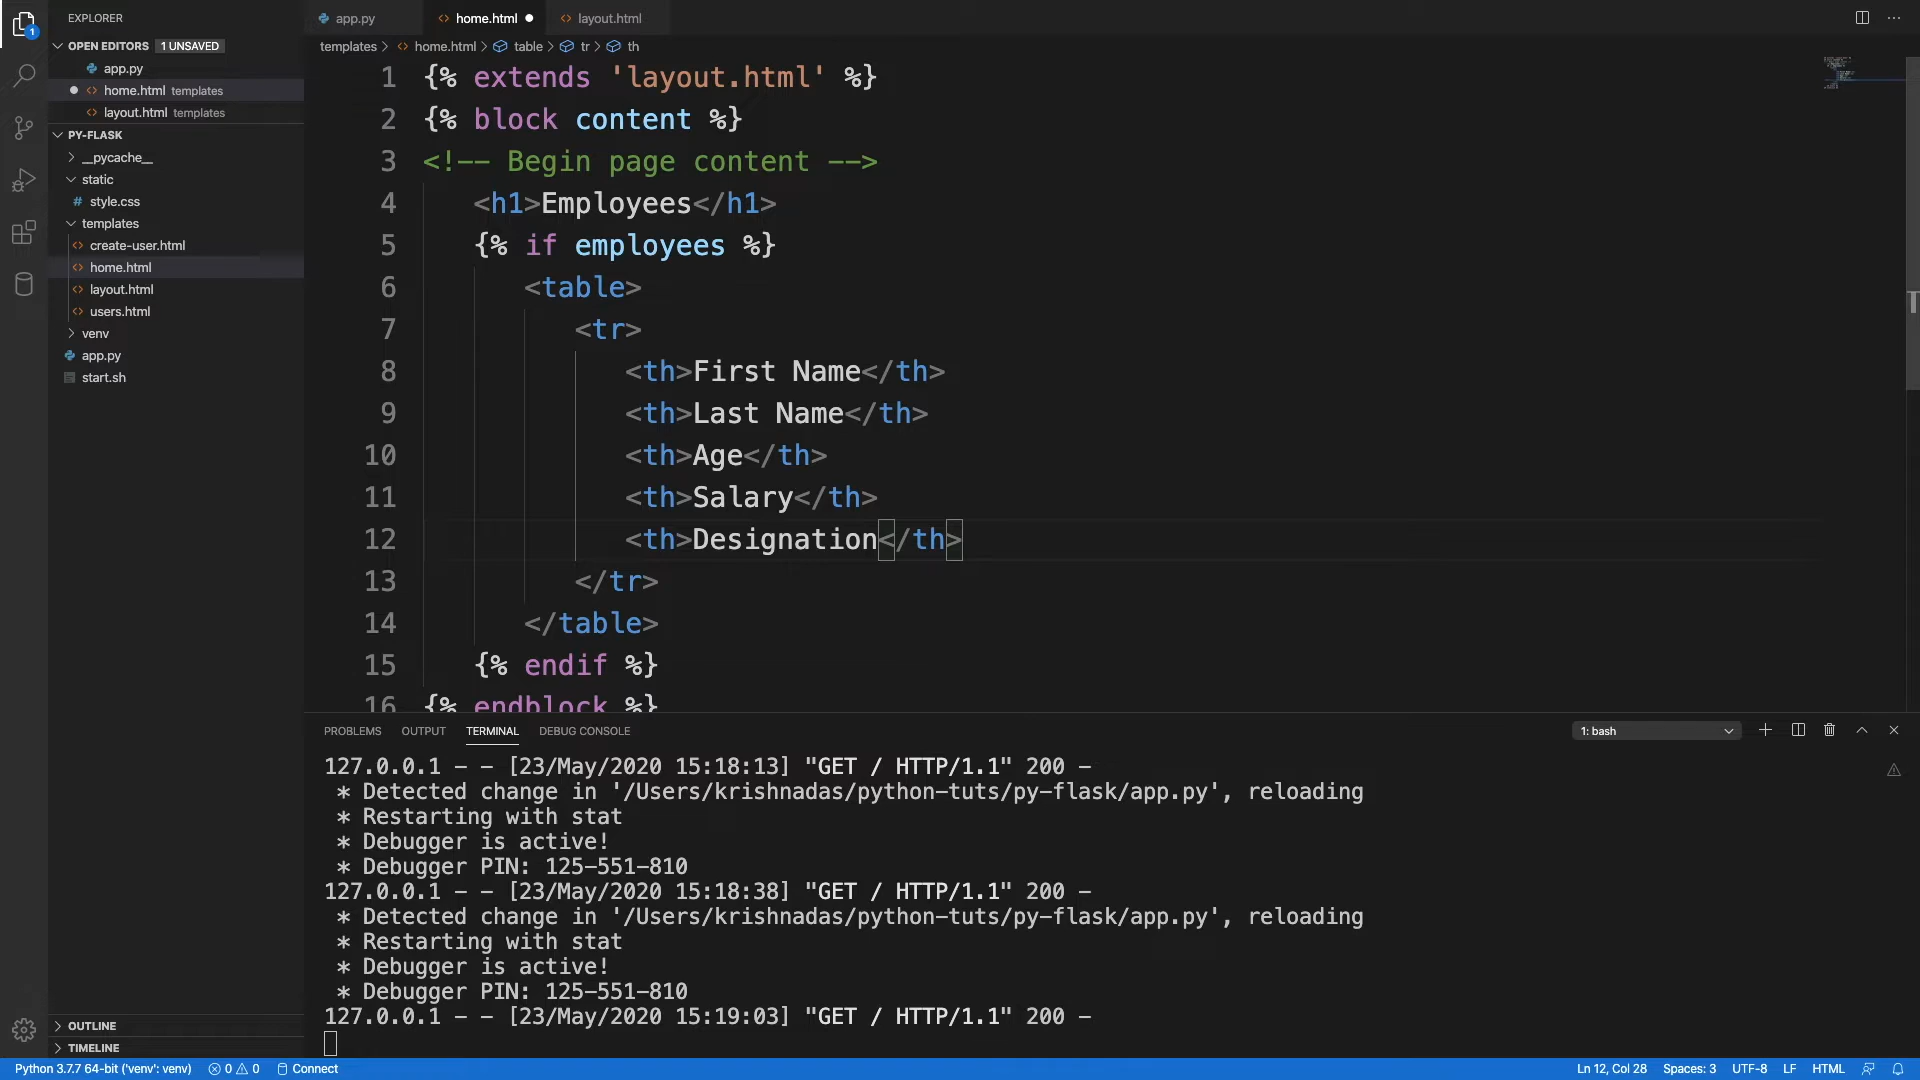 EXPLORER
OPEN EDITORS 1 UNSAVED
app.py
home.html templates
layout.html templates
PY-FLASK
__pycache__
static
# style.css
templates
create-user.html
home.html
layout.html
users.html
venv
app.py
start.sh
OUTLINE
TIMELINE
1
app.py home.html layout.html
templates > home.html > table > tr > th
1 {% extends 'layout.html' %}
2 {% block content %}
3 <!-- Begin page content -->
4 <h1>Employees</h1>
5 {% if employees %}
6 <table>
7 <tr>
8 <th>First Name</th>
9 <th>Last Name</th>
10 <th>Age</th>
11 <th>Salary</th>
12 <th>Designation</th>
13 </tr>
14 </table>
15 {% endif %}
16 {% endblock %}
PROBLEMS OUTPUT TERMINAL DEBUG CONSOLE 1: bash
127.0.0.1 - - [23/May/2020 15:18:13] "GET / HTTP/1.1" 200 -
* Detected change in '/Users/krishnadas/python-tuts/py-flask/app.py', reloading
* Restarting with stat
* Debugger is active!
* Debugger PIN: 125-551-810
127.0.0.1 - - [23/May/2020 15:18:38] "GET / HTTP/1.1" 200 -
* Detected change in '/Users/krishnadas/python-tuts/py-flask/app.py', reloading
* Restarting with stat
* Debugger is active!
* Debugger PIN: 125-551-810
127.0.0.1 - - [23/May/2020 15:19:03] "GET / HTTP/1.1" 200 -
Python 3.7.7 64-bit ('venv': venv) 0 0 Connect Ln 12, Col 28 Spaces: 3 UTF-8 LF HTML